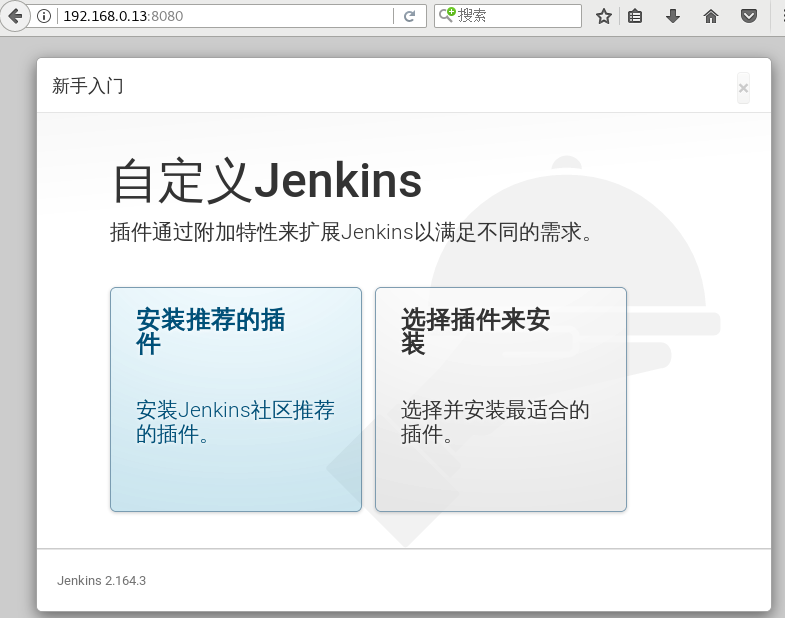 192.168.0.13:8080
搜索
新手入门
×
自定义Jenkins
插件通过附加特性来扩展Jenkins以满足不同的需求。
安装推荐的插
件
安装Jenkins社区推荐
的插件。
选择插件来安
装
选择并安装最适合的
插件。
Jenkins 2.164.3